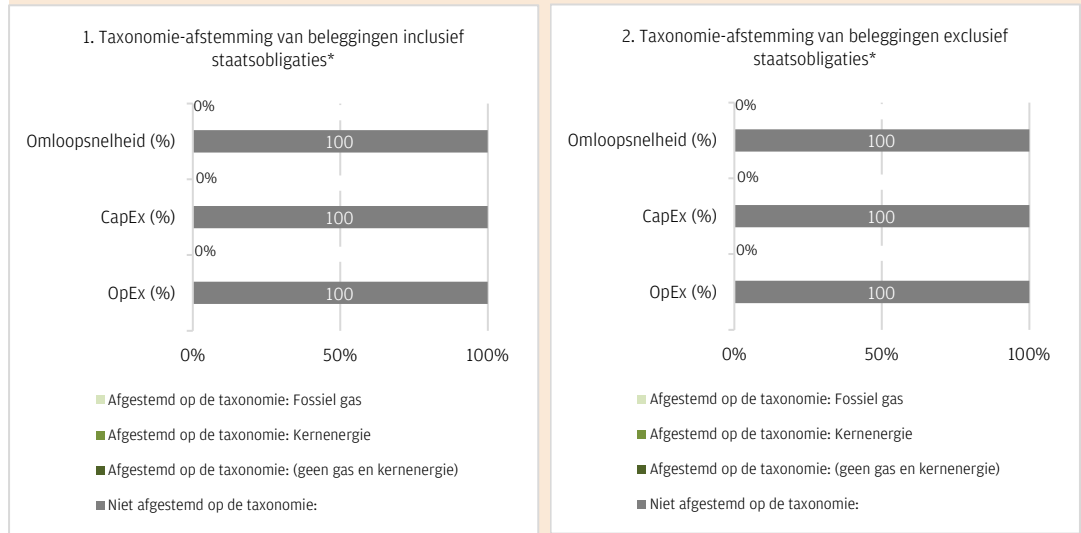 1. Taxonomie-afstemming van beleggingen inclusief
staatsobligaties*
0%
Omloopsnelheid (%)
100
0%
CapEx (%)
100
0%
OpEx (%)
100
0%
50%
100%
Afgestemd op de taxonomie: Fossiel gas
Afgestemd op de taxonomie: Kernenergie
Afgestemd op de taxonomie: (geen gas en kernenergie)
Niet afgestemd op de taxonomie:
2. Taxonomie-afstemming van beleggingen exclusief
staatsobligaties*
0%
Omloopsnelheid (%)
100
0%
CapEx (%)
100
0%
OpEx (%)
100
0%
50%
100%
Afgestemd op de taxonomie: Fossiel gas
Afgestemd op de taxonomie: Kernenergie
Afgestemd op de taxonomie: (geen gas en kernenergie)
Niet afgestemd op de taxonomie: